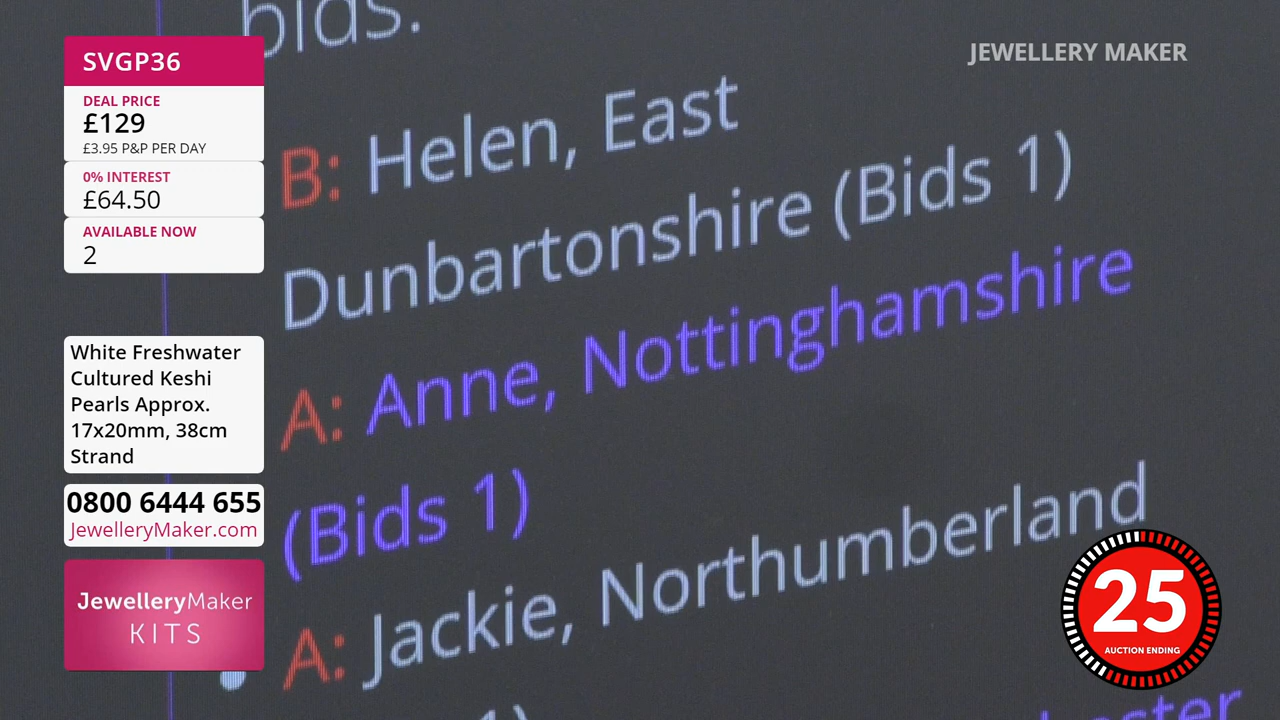 SVGP36
DEAL PRICE
£129
£3.95 P&P PER DAY
0% INTEREST
£64.50
AVAILABLE NOW
2
White Freshwater
Cultured Keshi
Pearls Approx.
17x20mm, 38cm
Strand
0800 6444 655
JewelleryMaker.com
JewelleryMaker
KITS
JEWELLERY MAKER
bids.
B: Helen, East
Dunbartonshire (Bids 1)
A: Anne, Nottinghamshire
(Bids 1)
A: Jackie, Northumberland
1)
25
AUCTION ENDING